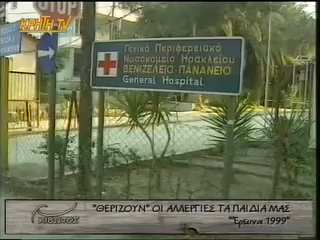 ΚΡΗΤΗ TV
STOP
Γενικό Περιφερειακό
Νοσοκομείο Ηρακλείου
ΒΕΝΙΖΕΛΕΙΟ-ΠΑΝΑΝΕΙΟ
General Hospital
"ΘΕΡΙΖΟΥΝ" ΟΙ ΑΛΛΕΡΓΙΕΣ ΤΑ ΠΑΙΔΙΑ ΜΑΣ
"Έρευνα 1999"
ΚΙΒΩΤΟΣ